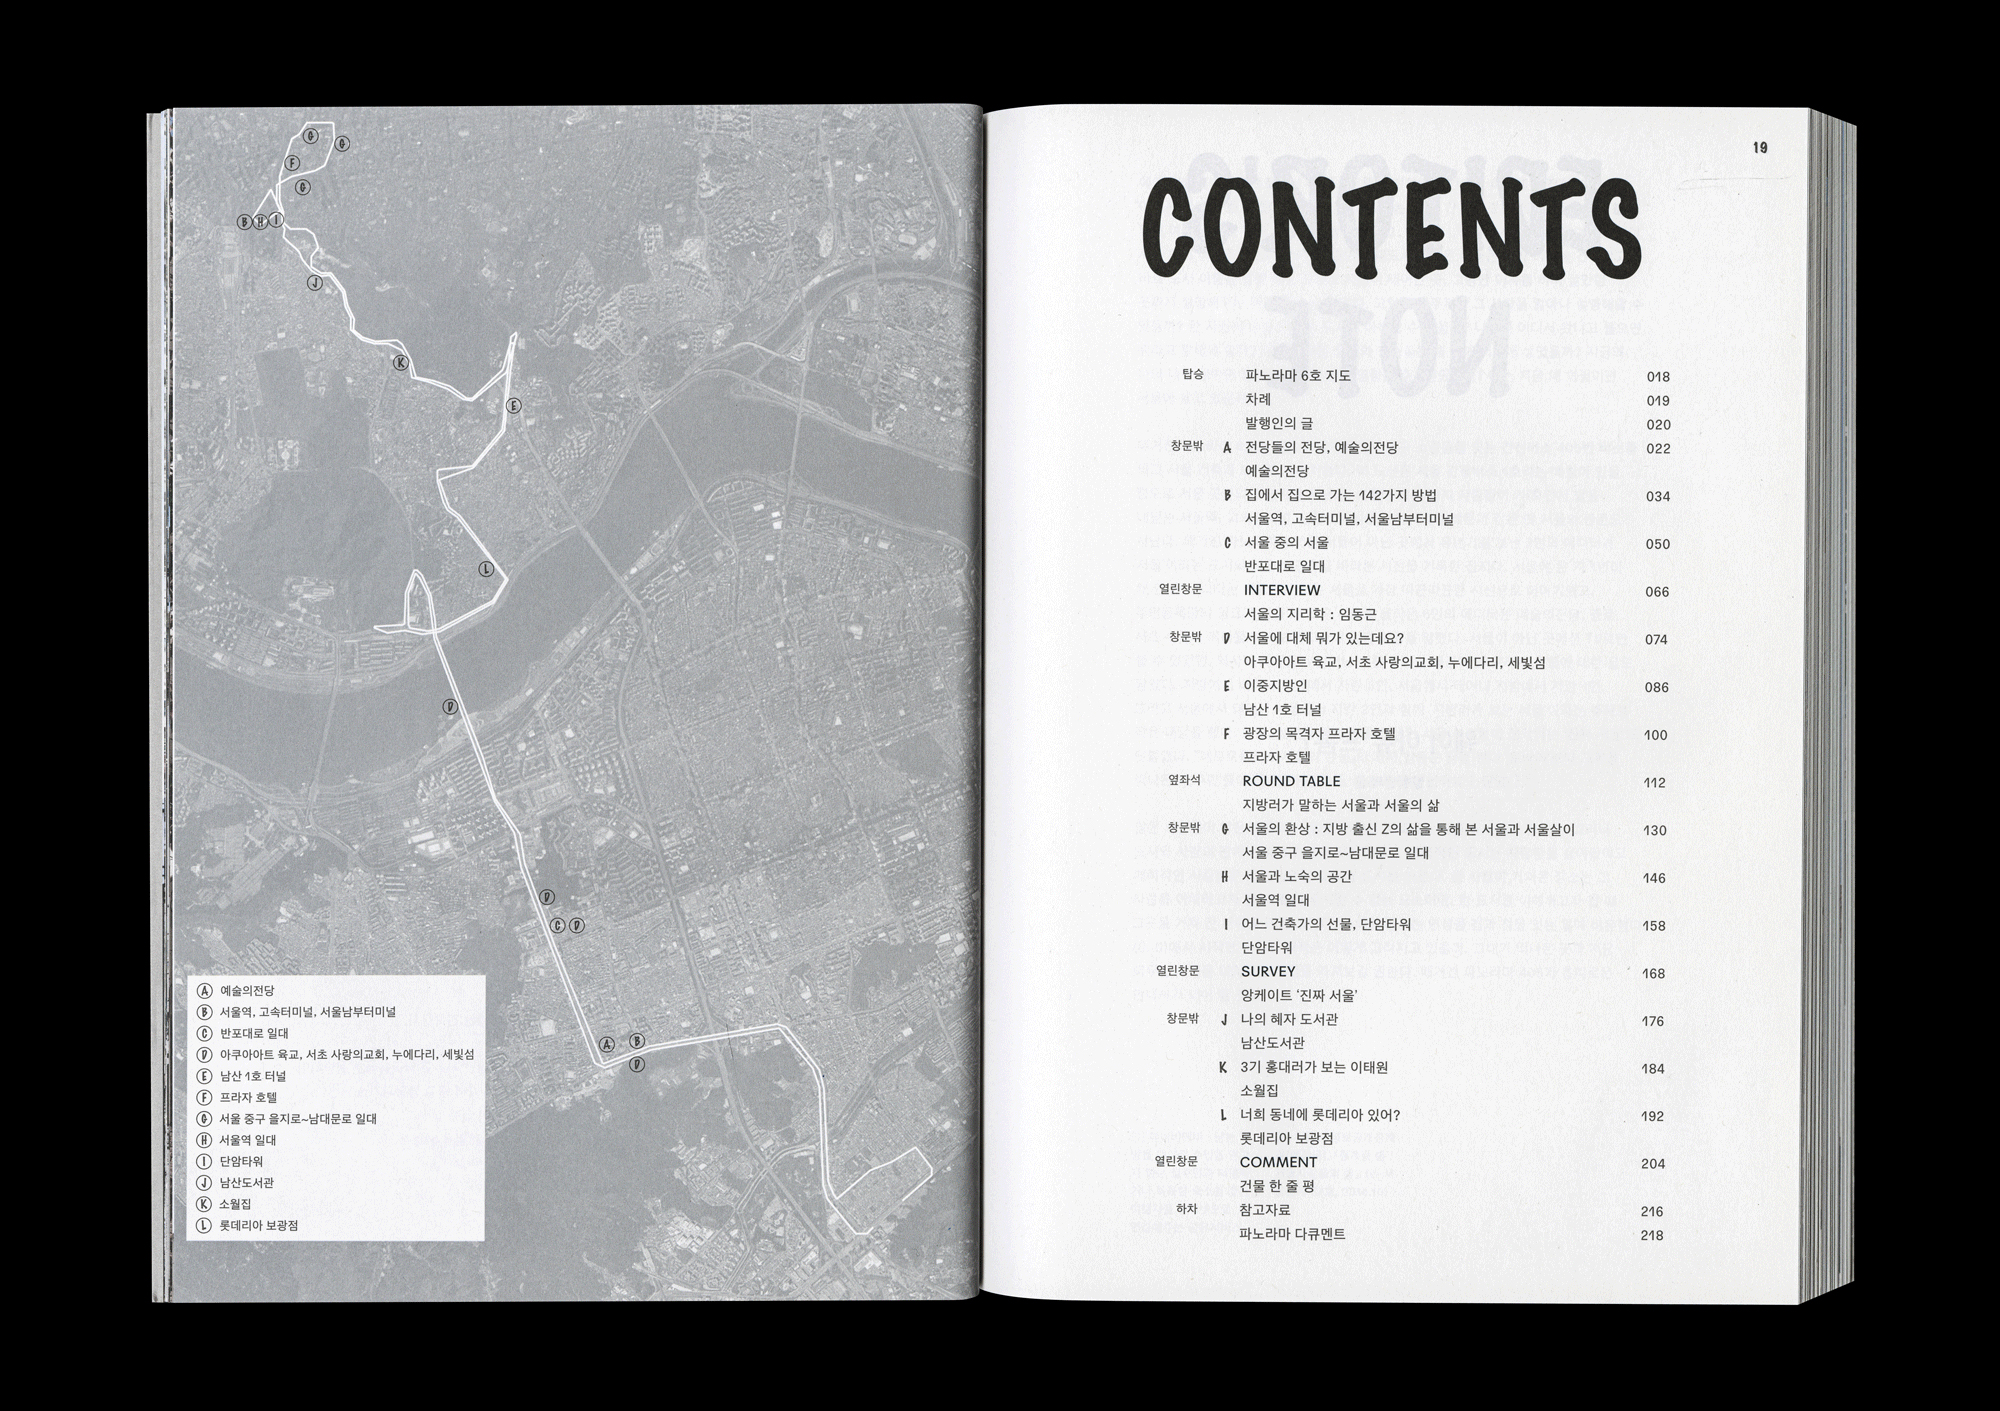 G
G
F
G
B H I
J
K
E
L
D
D
C D
A B
D
A 예술의전당
B 서울역, 고속터미널, 서울남부터미널
C 반포대로 일대
D 아쿠아아트 육교, 서초 사랑의교회, 누에다리, 세빛섬
E 남산 1호 터널
F 프라자 호텔
G 서울 중구 을지로~남대문로 일대
H 서울역 일대
I 단암타워
J 남산도서관
K 소월집
L 롯데리아 보광점
19
CONTENTS
탑승 파노라마 6호 지도 018
차례 019
발행인의 글 020
창문밖 A 전당들의 전당, 예술의전당 022
예술의전당
B 집에서 집으로 가는 142가지 방법 034
서울역, 고속터미널, 서울남부터미널
C 서울 중의 서울 050
반포대로 일대
열린창문 INTERVIEW 066
서울의 지리학 : 임동근
창문밖 D 서울에 대체 뭐가 있는데요? 074
아쿠아아트 육교, 서초 사랑의교회, 누에다리, 세빛섬
E 이중지방인 086
남산 1호 터널
F 광장의 목격자 프라자 호텔 100
프라자 호텔
옆좌석 ROUND TABLE 112
지방러가 말하는 서울과 서울의 삶
창문밖 G 서울의 환상 : 지방 출신 Z의 삶을 통해 본 서울과 서울살이 130
서울 중구 을지로~남대문로 일대
H 서울과 노숙의 공간 146
서울역 일대
I 어느 건축가의 선물, 단암타워 158
단암타워
열린창문 SURVEY 168
앙케이트 ‘진짜 서울’
창문밖 J 나의 혜자 도서관 176
남산도서관
K 3기 홍대러가 보는 이태원 184
소월집
L 너희 동네에 롯데리아 있어? 192
롯데리아 보광점
열린창문 COMMENT 204
건물 한 줄 평
하차 참고자료 216
파노라마 다큐멘트 218